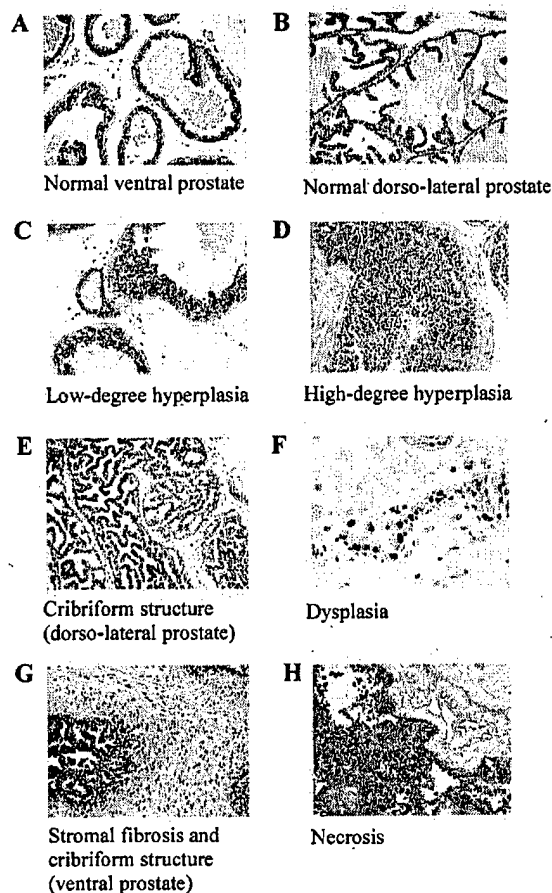 A
B
Normal ventral prostate
Normal dorso-lateral prostate
C
D
Low-degree hyperplasia
High-degree hyperplasia
E
F
Cribriform structure
(dorso-lateral prostate)
Dysplasia
G
H
Stromal fibrosis and
cribriform structure
(ventral prostate)
Necrosis